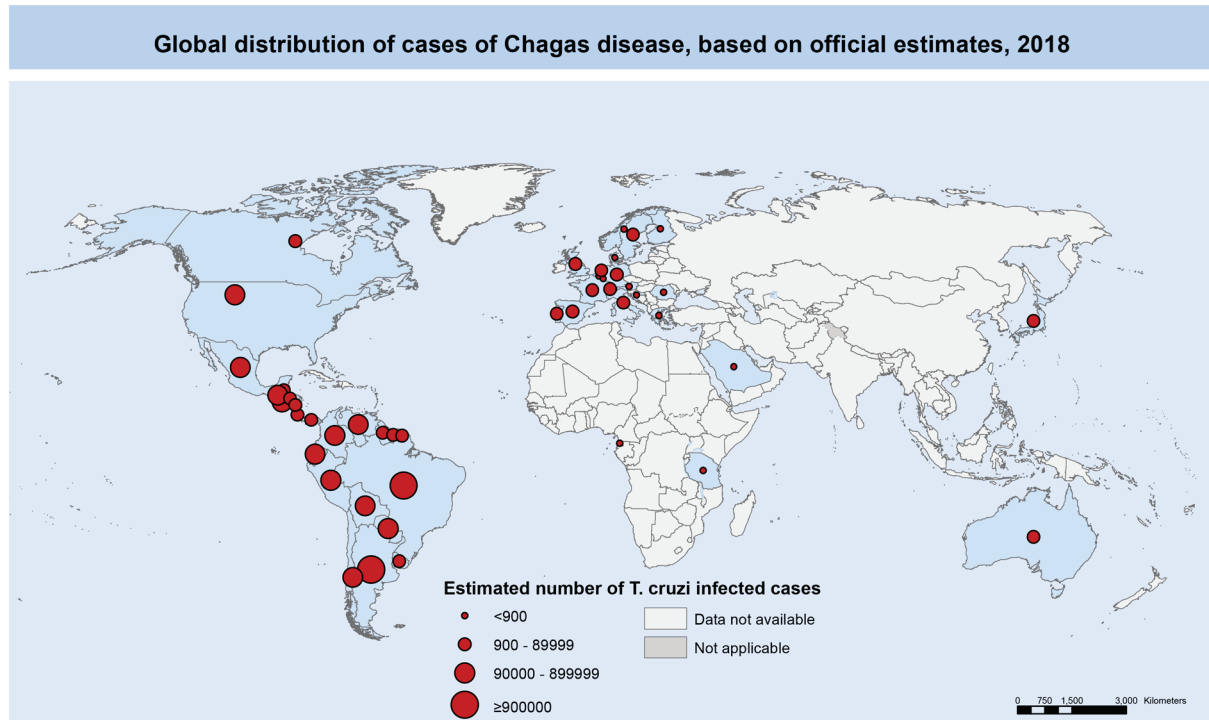 Global distribution of cases of Chagas disease, based on official estimates, 2018
Estimated number of T. cruzi infected cases
<900
900 - 89999
90000 - 899999
≥900000
Data not available
Not applicable
0 750 1,500 3,000 Kilometers